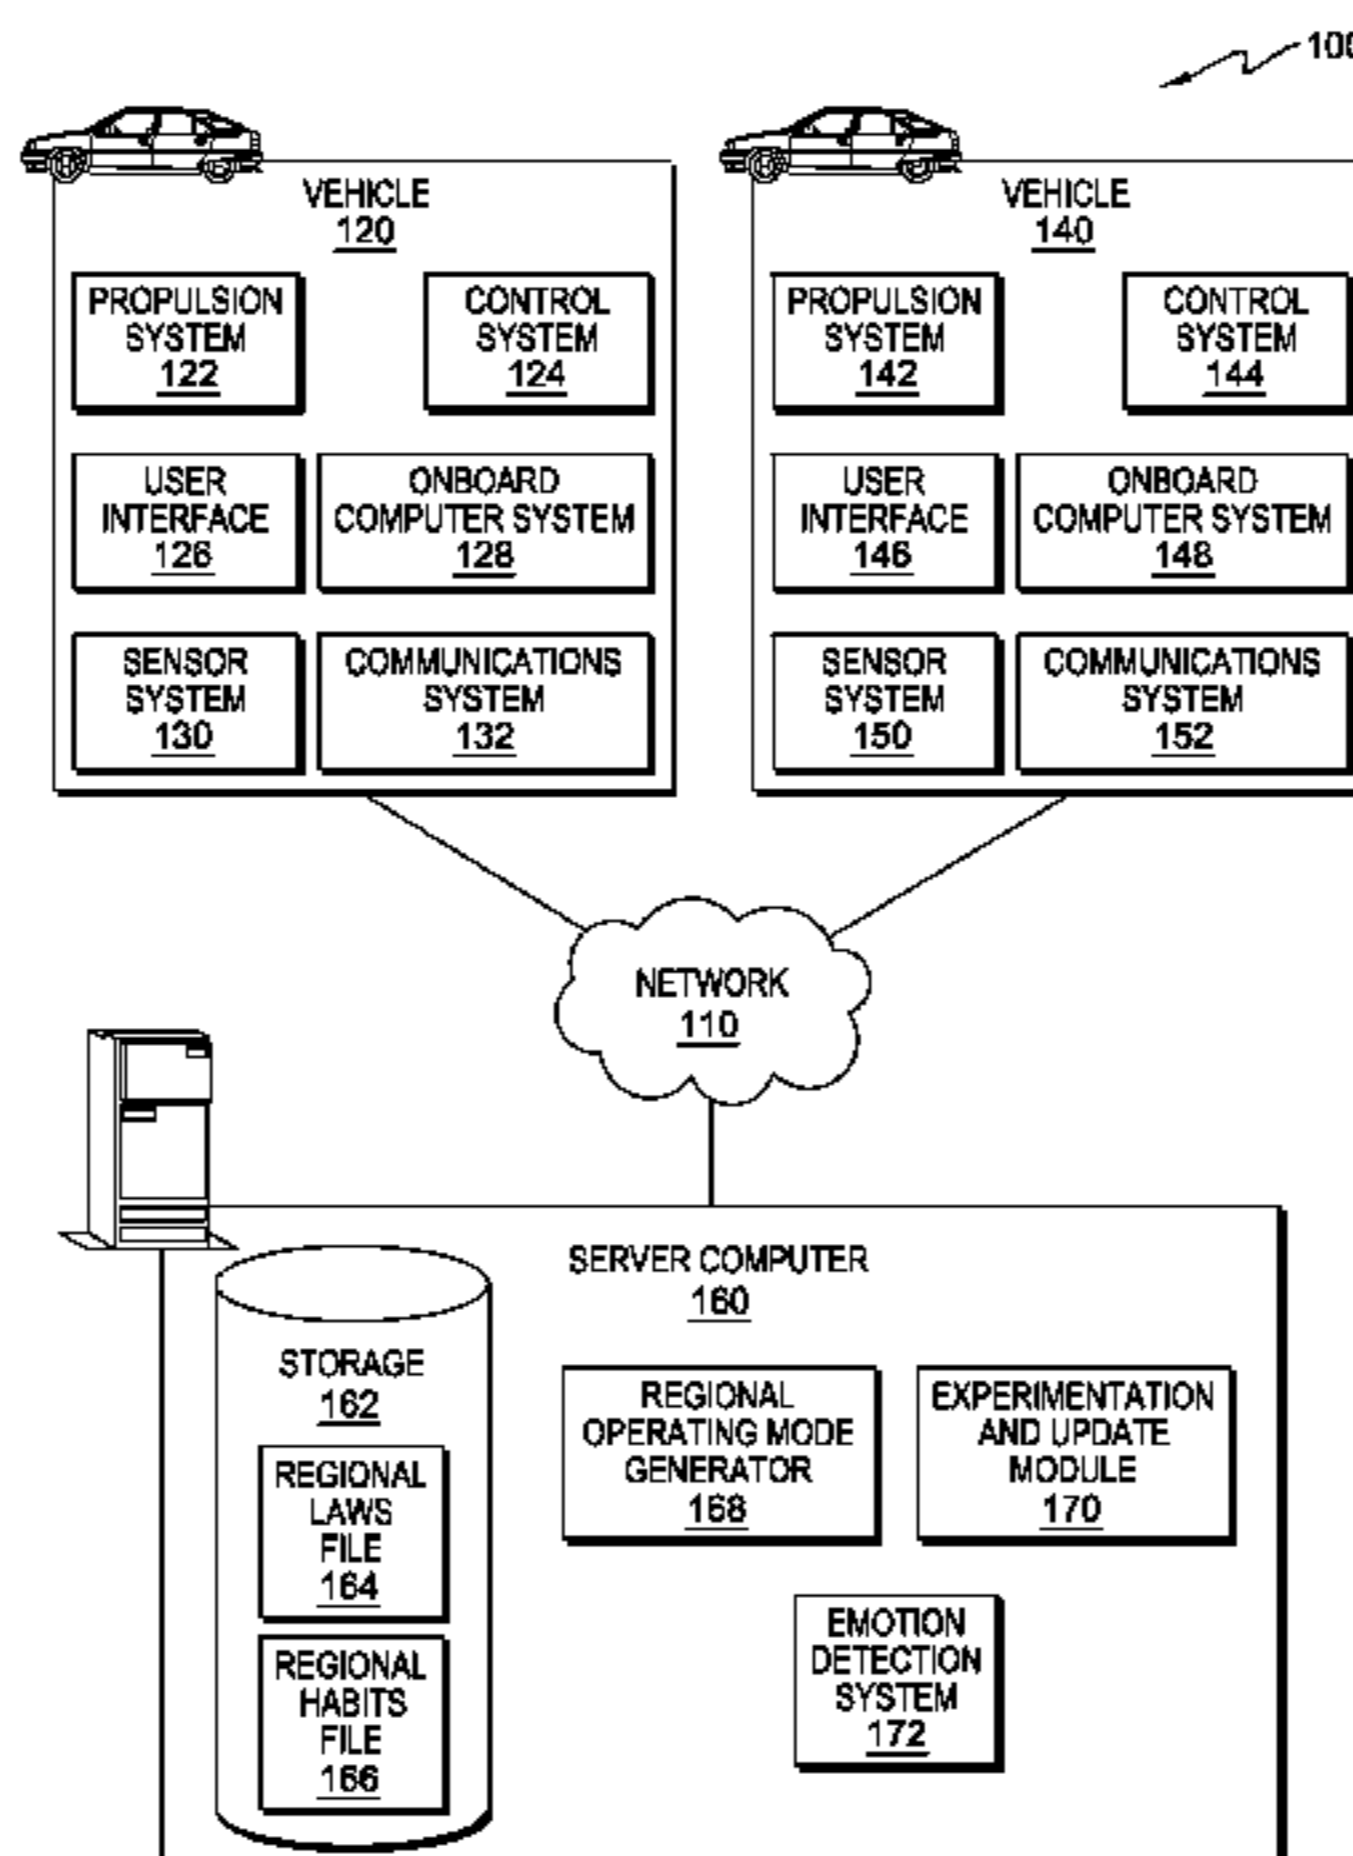 100
VEHICLE
120
PROPULSION
SYSTEM
122
CONTROL
SYSTEM
124
USER
INTERFACE
126
ONBOARD
COMPUTER SYSTEM
128
SENSOR
SYSTEM
130
COMMUNICATIONS
SYSTEM
132
VEHICLE
140
PROPULSION
SYSTEM
142
CONTROL
SYSTEM
144
USER
INTERFACE
146
ONBOARD
COMPUTER SYSTEM
148
SENSOR
SYSTEM
150
COMMUNICATIONS
SYSTEM
152
NETWORK
110
SERVER COMPUTER
160
STORAGE
162
REGIONAL
LAWS
FILE
164
REGIONAL
HABITS
FILE
166
REGIONAL
OPERATING MODE
GENERATOR
168
EXPERIMENTATION
AND UPDATE
MODULE
170
EMOTION
DETECTION
SYSTEM
172